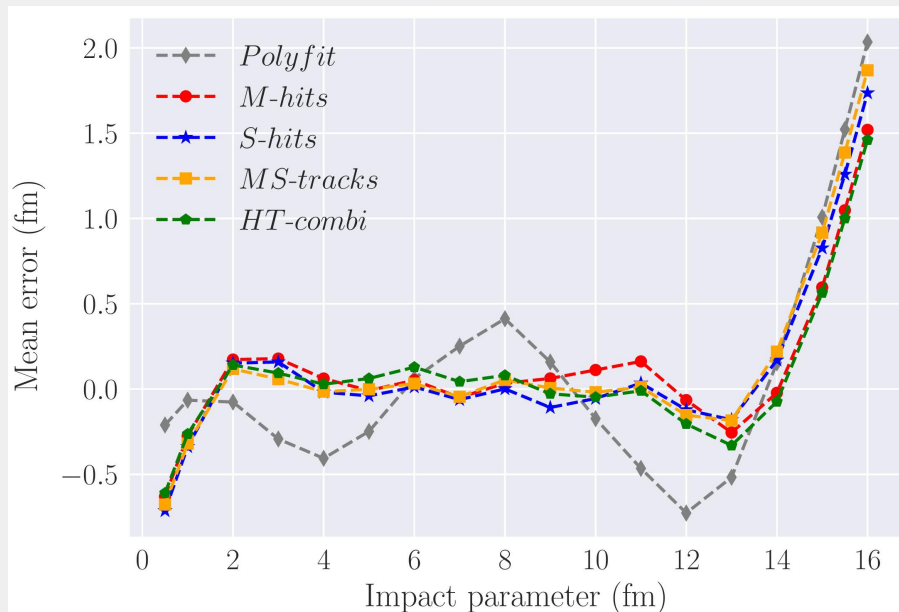 Polyfit
M-hits
S-hits
MS-tracks
HT-combi
Mean error (fm)
2.0
1.5
1.0
0.5
0.0
−0.5
0 2 4 6 8 10 12 14 16
Impact parameter (fm)